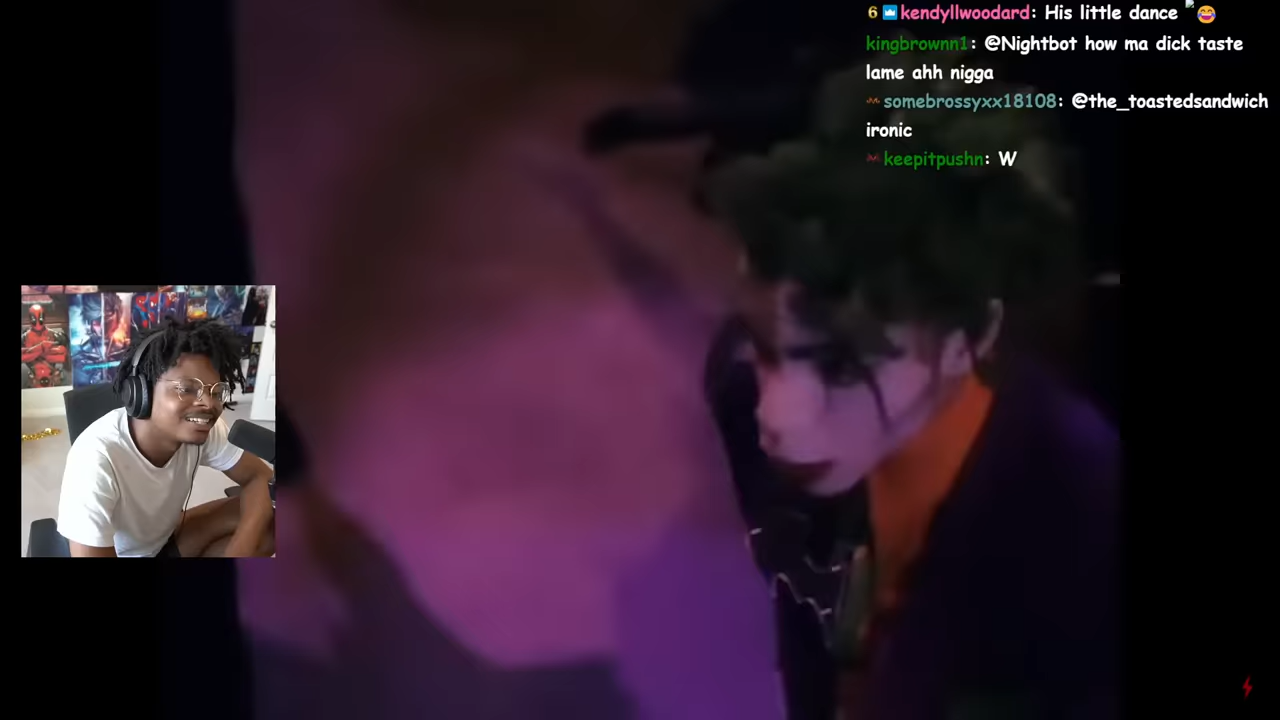 6 kendyllwoodard: His little dance 😂
kingbrownn1: @Nightbot how ma dick taste
lame ahh nigga
somebrossyxx18108: @the_toastedsandwich
ironic
keepitpushn: W